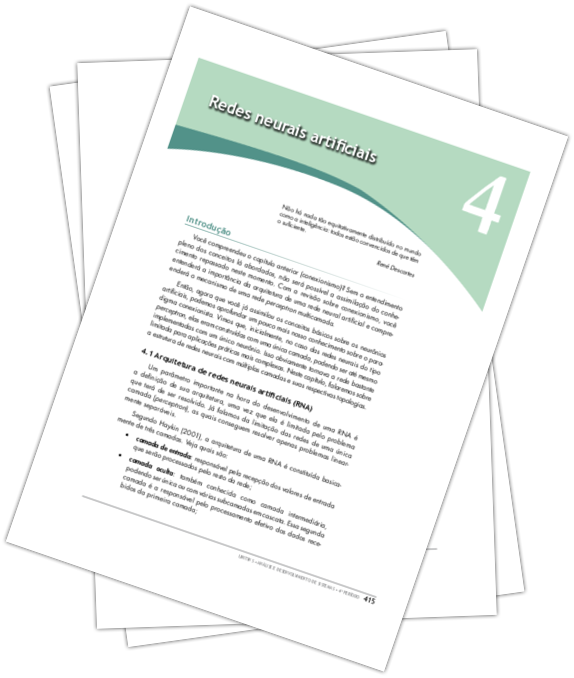 Redes neurais artificiais
4
Não há nada tão equitativamente distribuído no mundo
como a inteligência: todos estão convencidos de que têm
o suficiente.
René Descartes
Introdução
Você compreendeu o capítulo anterior (conexionismo)? Sem o entendimento
pleno dos conceitos lá abordados, não será possível a assimilação do conhe-
cimento repassado neste momento. Com a revisão sobre conexionismo, você
entenderá a importância da arquitetura de uma rede neural artificial e compre-
enderá o mecanismo de uma rede perceptron multicamada.
Então, agora que você já assimilou os conceitos básicos sobre os neurônios
artificiais, podemos aprofundar um pouco mais nosso conhecimento sobre o para-
digma conexionista. Vimos que, inicialmente, no caso das redes neurais do tipo
perceptron, elas eram construídas com uma única camada, podendo ser até mesmo
implementadas com um único neurônio. Isso obviamente tornava a rede bastante
limitada para aplicações práticas mais complexas. Neste capítulo, falaremos sobre
a estrutura de redes neurais com múltiplas camadas e suas respectivas topologias.
4.1 Arquitetura de redes neurais artificiais (RNA)
Um parâmetro importante na hora do desenvolvimento de uma RNA é
a definição de sua arquitetura, uma vez que ela é limitada pelo problema
que terá de ser resolvido. Já falamos da limitação das redes de uma única
camada (perceptron), as quais conseguem resolver apenas problemas linear-
mente separáveis.
Segundo Haykin (2001), a arquitetura de uma RNA é constituída basica-
mente de três camadas. Veja quais são:
• camada de entrada: responsável pela recepção dos valores de entrada
que serão processados pelo resto da rede;
• camada oculta: também conhecida como camada intermediária,
podendo ser única ou com várias subcamadas em cascata. Essa segunda
camada é a responsável pelo processamento efetivo dos dados rece-
bidos da primeira camada;
415